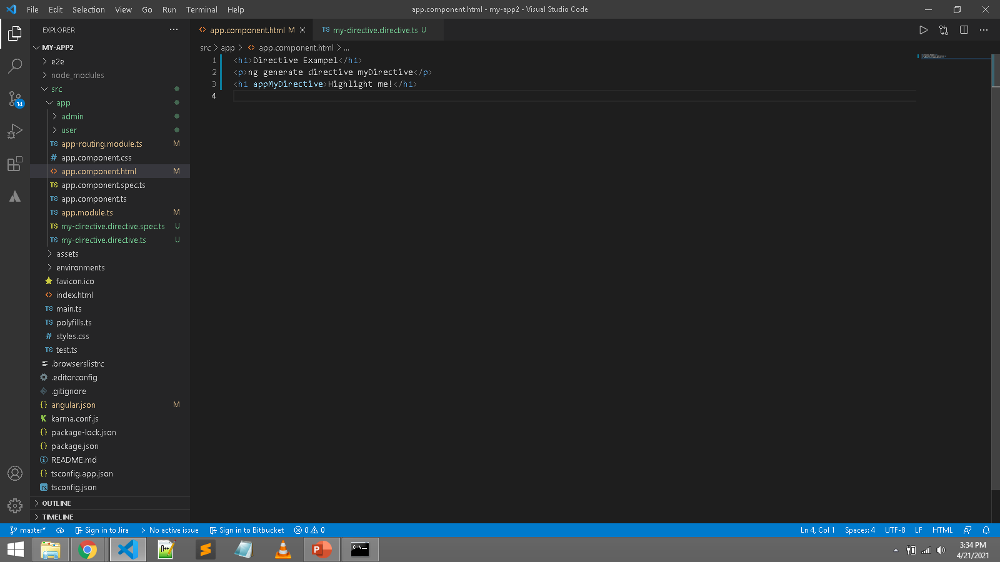 File Edit Selection View Go Run Terminal Help
app.component.html - my-app2 - Visual Studio Code
EXPLORER
MY-APP2
e2e
node_modules
src
app
admin
user
TS app-routing.module.ts M
# app.component.css
<> app.component.html M
TS app.component.spec.ts
TS app.component.ts
TS app.module.ts M
TS my-directive.directive.spec.ts U
TS my-directive.directive.ts U
assets
environments
favicon.ico
<> index.html
TS main.ts
TS polyfills.ts
# styles.css
TS test.ts
.browserslistrc
.editorconfig
.gitignore
{} angular.json M
K karma.conf.js
{} package-lock.json
{} package.json
README.md
{} tsconfig.app.json
TS tsconfig.json
OUTLINE
TIMELINE
14
<> app.component.html M
TS my-directive.directive.ts U
src > app > <> app.component.html > ...
1 <h1>Directive Exampel</h1>
2 <p>ng generate directive myDirective</p>
3 <h1 appMyDirective>Highlight me!</h1>
4
master*
Sign in to Jira
No active issue
Sign in to Bitbucket
0 0
Ln 4, Col 1
Spaces: 4
UTF-8
LF
HTML
C:\_
3:34 PM
4/21/2021